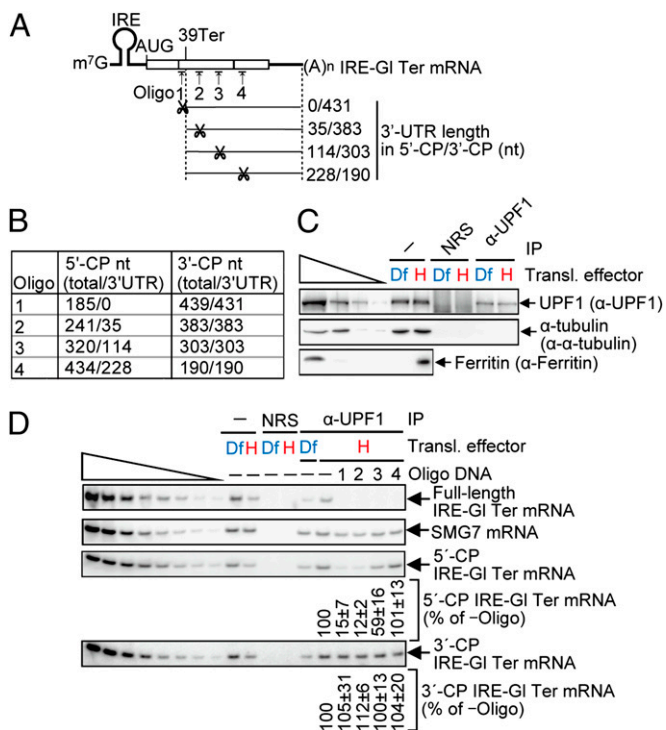 A
IRE
AUG 39Ter
m⁷G (A)n IRE-Gl Ter mRNA
Oligo 1 2 3 4
0/431
35/383
114/303
228/190
3'-UTR length
in 5'-CP/3'-CP (nt)
B
Oligo 5'-CP nt (total/3'UTR) 3'-CP nt (total/3'UTR)
1 185/0 439/431
2 241/35 383/383
3 320/114 303/303
4 434/228 190/190
C
– NRS α-UPF1 IP
Df H Df H Df H Transl. effector
UPF1 (α-UPF1)
α-tubulin
(α-α-tubulin)
Ferritin (α-Ferritin)
D
– NRS α-UPF1 IP
Df H Df H Df H Transl. effector
– – – – – – 1 2 3 4 Oligo DNA
Full-length
IRE-Gl Ter mRNA
SMG7 mRNA
5´-CP
IRE-Gl Ter mRNA
100 15±7 12±2 59±16 101±13
5´-CP IRE-Gl Ter mRNA
(% of –Oligo)
3´-CP
IRE-Gl Ter mRNA
100 105±31 112±6 100±13 104±20
3´-CP IRE-Gl Ter mRNA
(% of –Oligo)